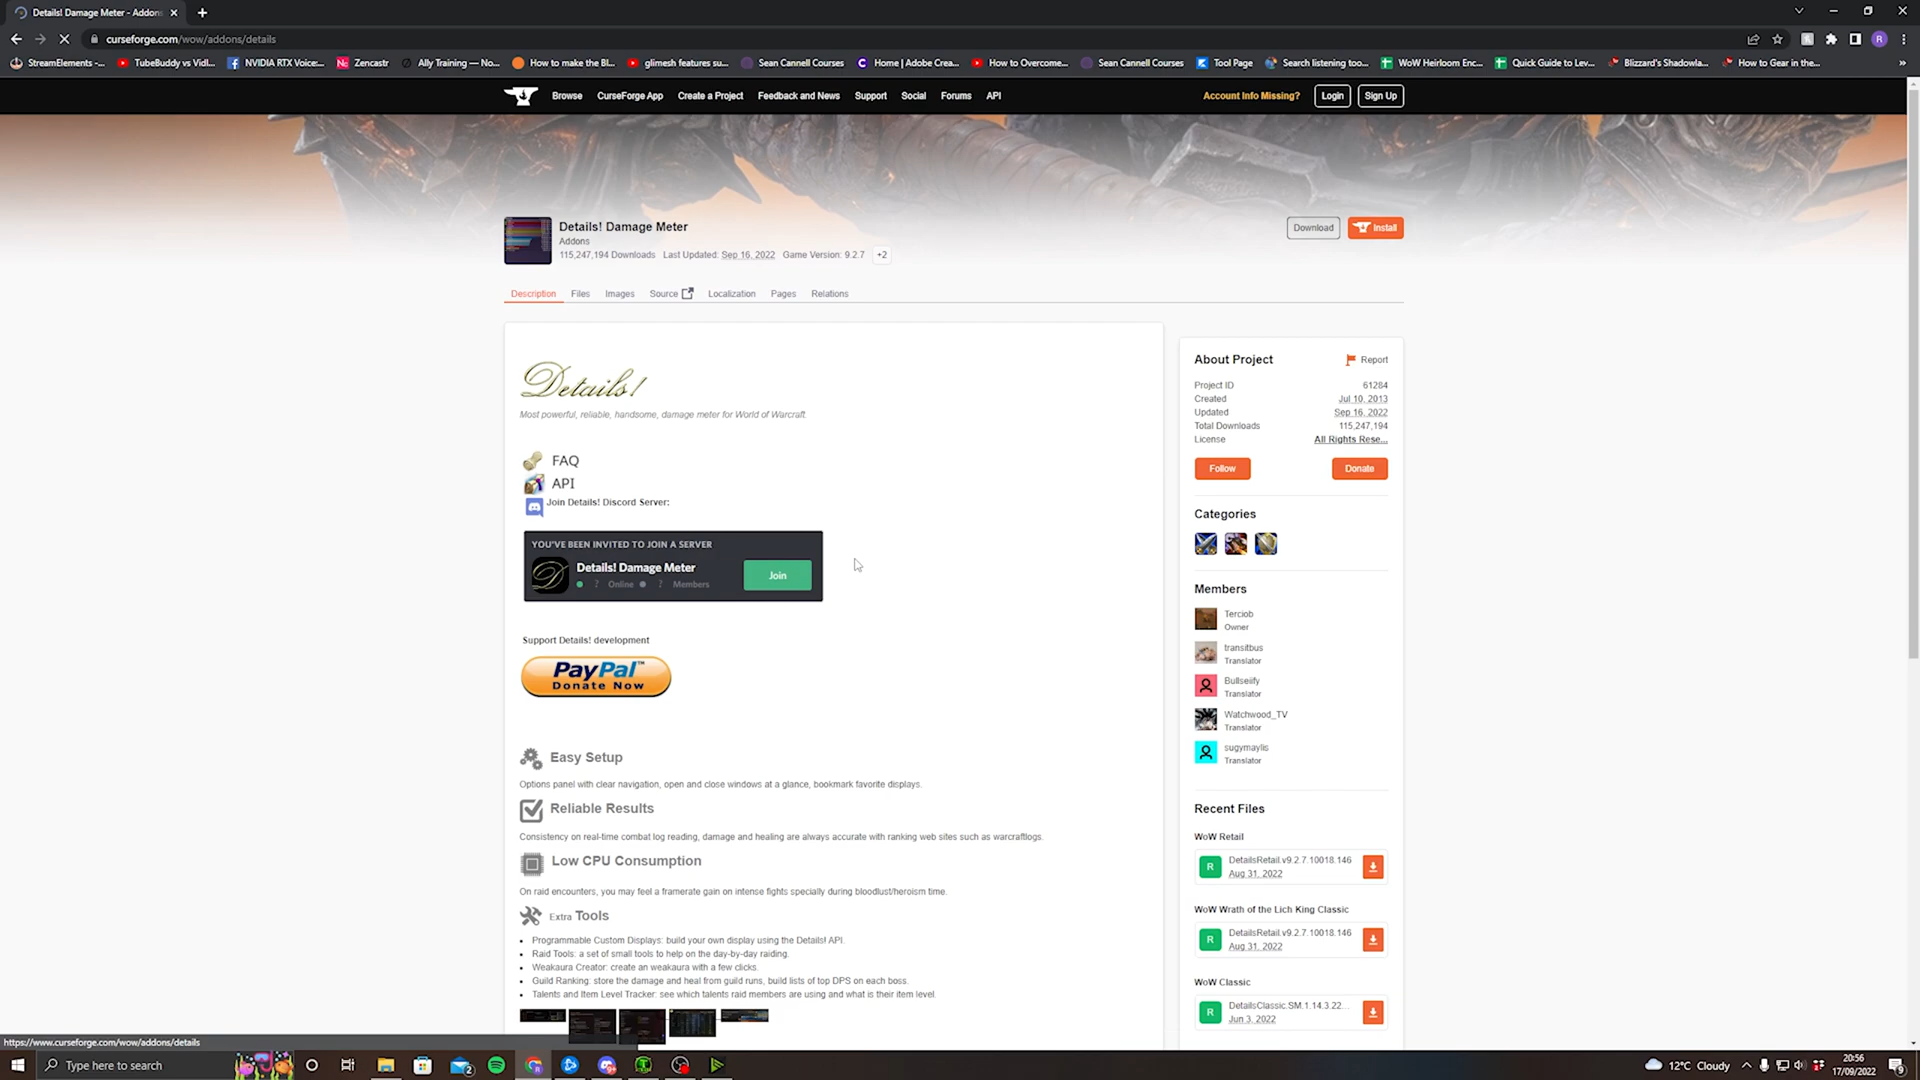 Details! Damage Meter - Addons
curseforge.com/wow/addons/details
R
StreamElements -...
TubeBuddy vs VidI...
NVIDIA RTX Voice:...
Zencastr
Ally Training — No...
How to make the Bl...
glimesh features su...
Sean Cannell Courses
Home | Adobe Crea...
How to Overcome...
Sean Cannell Courses
Tool Page
Search listening too...
WoW Heirloom Enc...
Quick Guide to Lev...
Blizzard's Shadowla...
How to Gear in the...
Browse
CurseForge App
Create a Project
Feedback and News
Support
Social
Forums
API
Account Info Missing?
Login
Sign Up
Details! Damage Meter
Addons
115,247,194 Downloads Last Updated: Sep 16, 2022 Game Version: 9.2.7 +2
Download
Install
Description
Files
Images
Source
Localization
Pages
Relations
Details!
Most powerful, reliable, handsome, damage meter for World of Warcraft.
FAQ
API
Join Details! Discord Server:
YOU'VE BEEN INVITED TO JOIN A SERVER
Details! Damage Meter
? Online ? Members
Join
Support Details! development
PayPal™
Donate Now
Easy Setup
Options panel with clear navigation, open and close windows at a glance, bookmark favorite displays.
Reliable Results
Consistency on real-time combat log reading, damage and healing are always accurate with ranking web sites such as warcraftlogs.
Low CPU Consumption
On raid encounters, you may feel a framerate gain on intense fights specially during bloodlust/heroism time.
Extra Tools
• Programmable Custom Displays: build your own display using the Details! API.
• Raid Tools: a set of small tools to help on the day-by-day raiding.
• Weakaura Creator: create an weakaura with a few clicks.
• Guild Ranking: store the damage and heal from guild runs, build lists of top DPS on each boss.
• Talents and Item Level Tracker: see which talents raid members are using and what is their item level.
About Project
Report
Project ID 61284
Created Jul 10, 2013
Updated Sep 16, 2022
Total Downloads 115,247,194
License All Rights Rese...
Follow
Donate
Categories
Members
Terciob
Owner
transitbus
Translator
Bullseiify
Translator
Watchwood_TV
Translator
sugymaylis
Translator
Recent Files
WoW Retail
R
DetailsRetail.v9.2.7.10018.146
Aug 31, 2022
WoW Wrath of the Lich King Classic
R
DetailsRetail.v9.2.7.10018.146
Aug 31, 2022
WoW Classic
R
DetailsClassic.SM.1.14.3.22...
Jun 3, 2022
https://www.curseforge.com/wow/addons/details
Type here to search
12°C Cloudy
20:56
17/09/2022